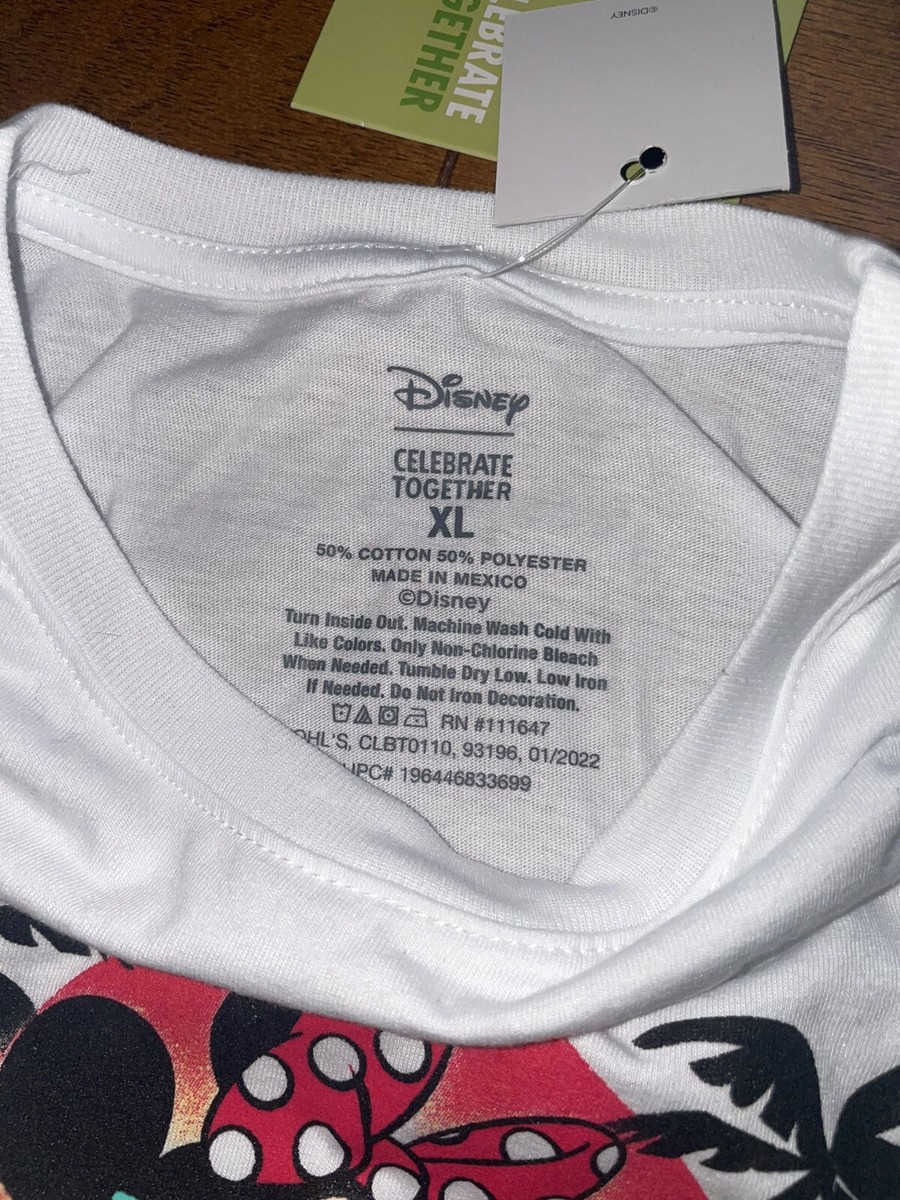 ©DISNEY
CELEBRATE
TOGETHER
Disney
CELEBRATE
TOGETHER
XL
50% COTTON 50% POLYESTER
MADE IN MEXICO
©Disney
Turn Inside Out. Machine Wash Cold With
Like Colors. Only Non-Chlorine Bleach
When Needed. Tumble Dry Low. Low Iron
If Needed. Do Not Iron Decoration.
RN #111647
OHL'S, CLBT0110, 93196, 01/2022
UPC# 196446833699